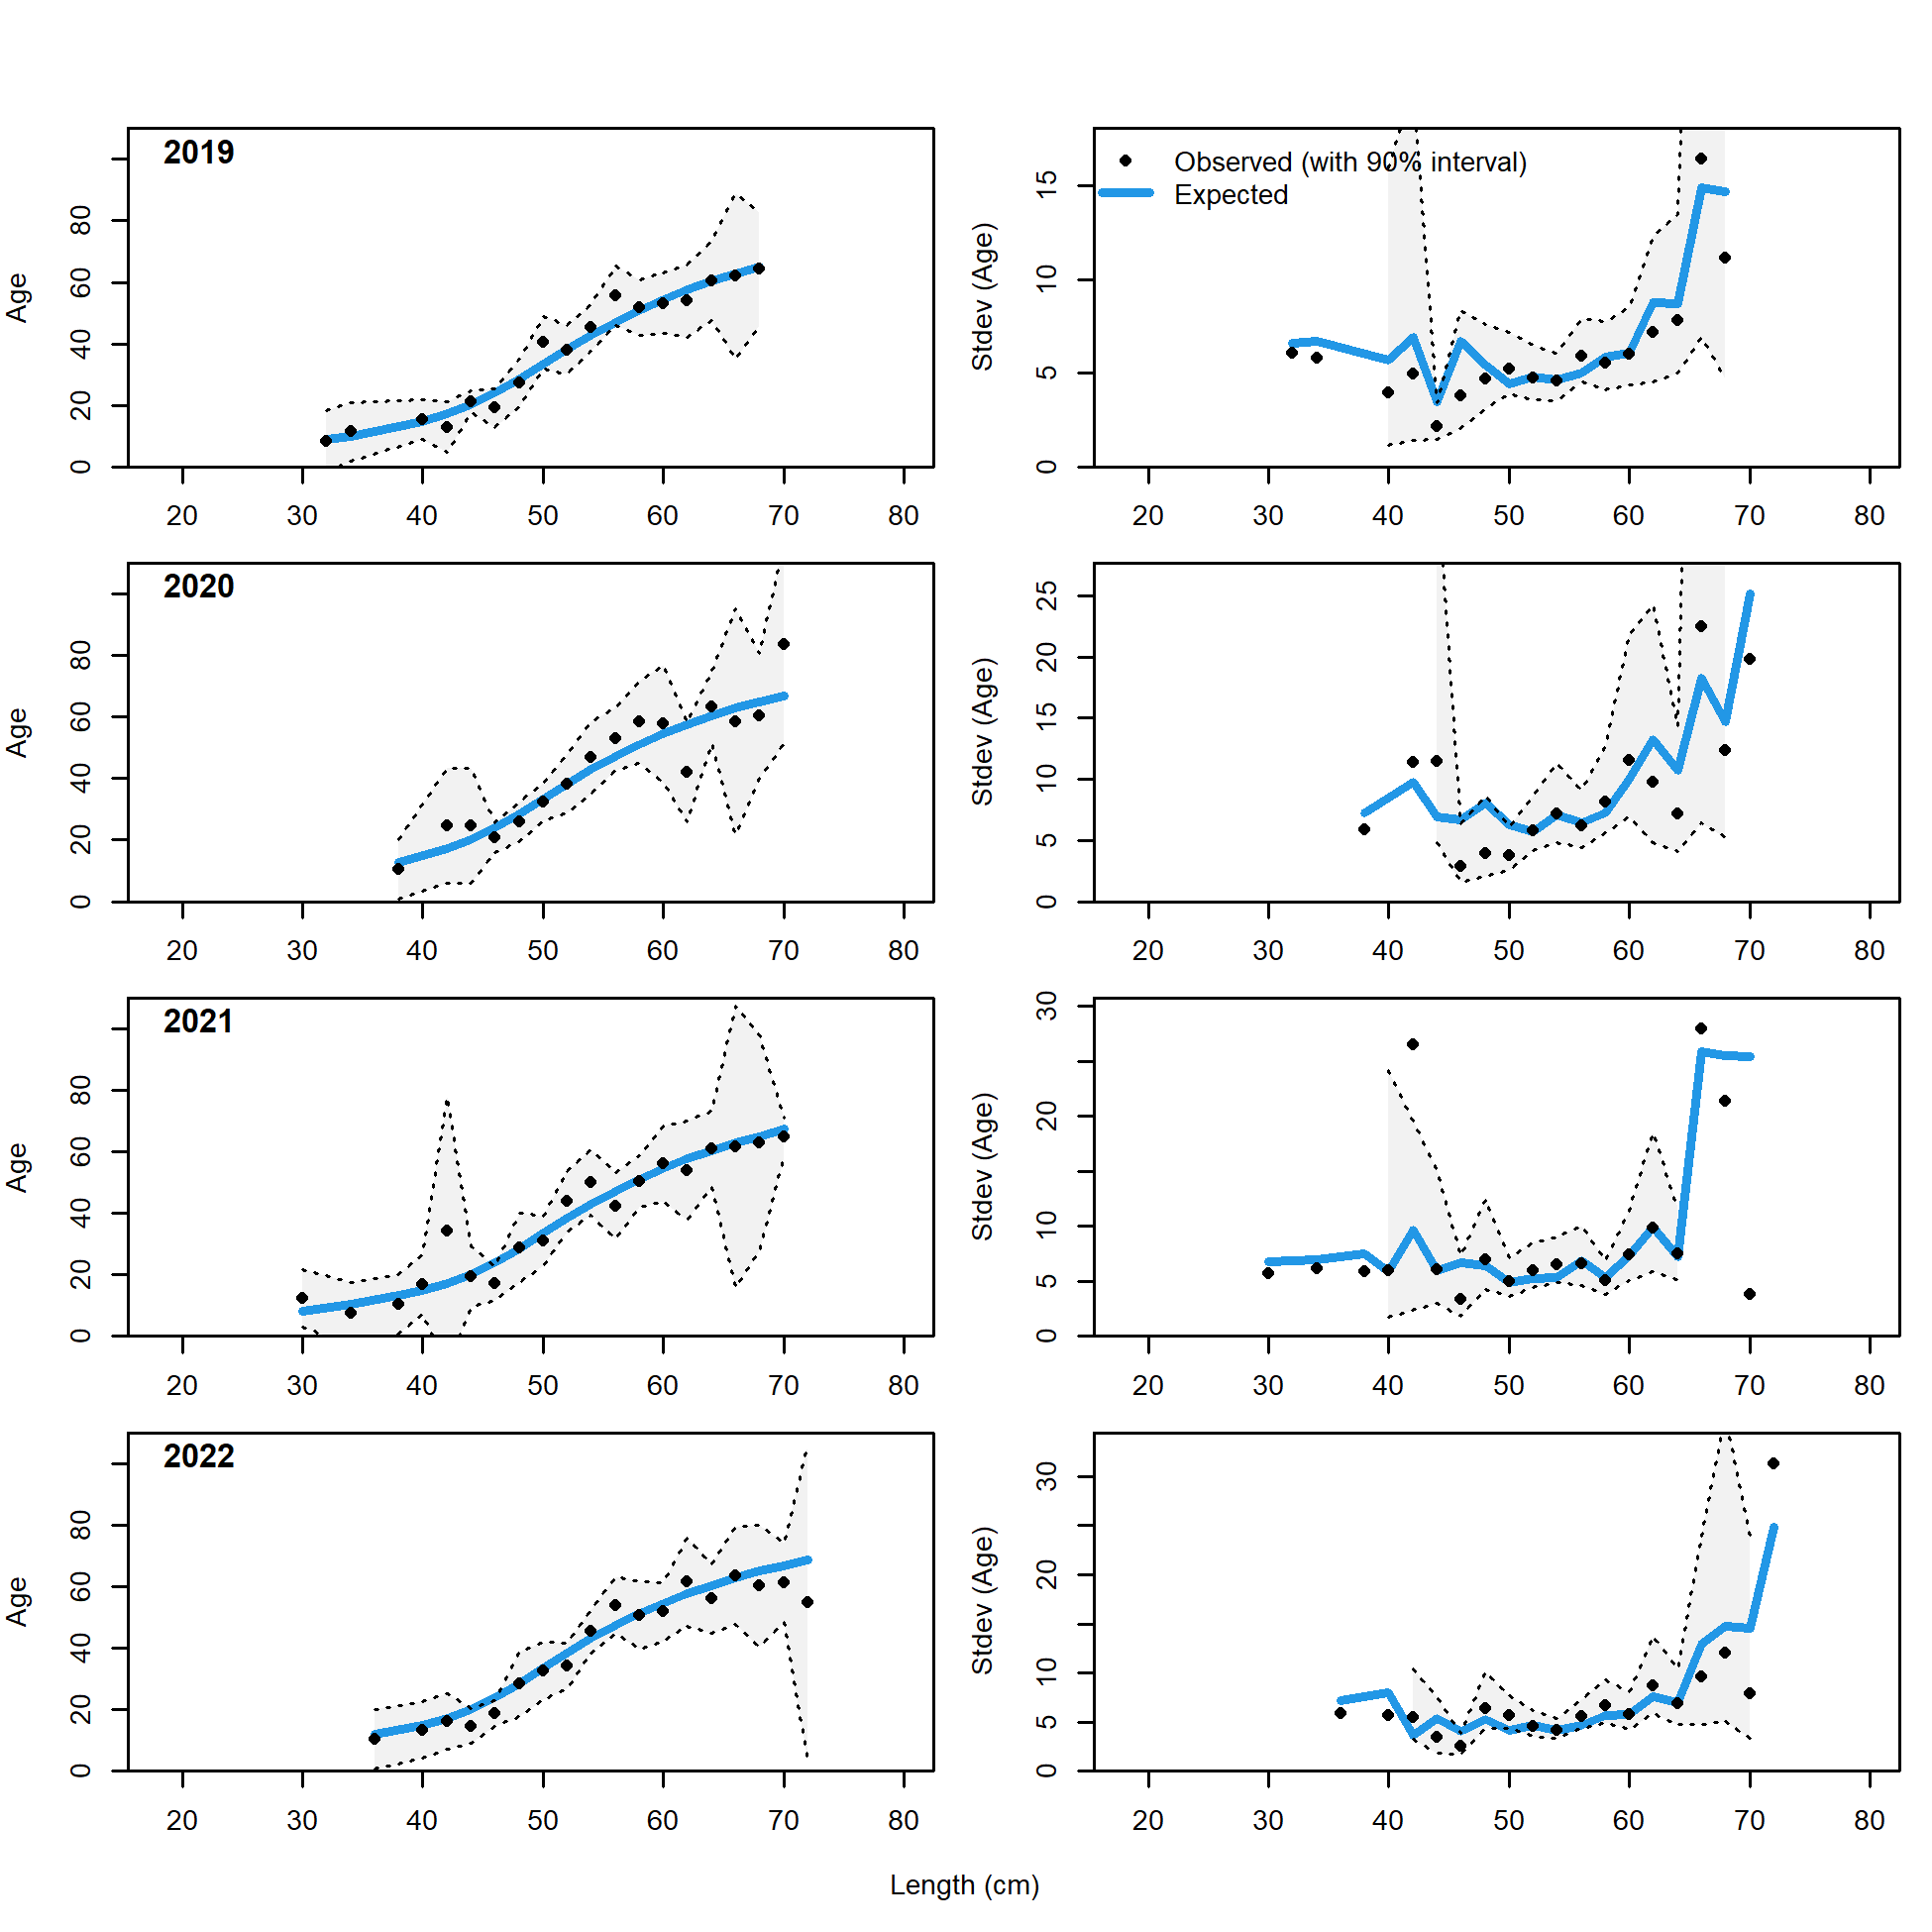 2019
Age
0 20 40 60 80
20 30 40 50 60 70 80
Observed (with 90% interval)
Expected
Stdev (Age)
0 5 10 15
20 30 40 50 60 70 80
2020
Age
0 20 40 60 80
20 30 40 50 60 70 80
Stdev (Age)
0 5 10 15 20 25
20 30 40 50 60 70 80
2021
Age
0 20 40 60 80
20 30 40 50 60 70 80
Stdev (Age)
0 5 10 20 30
20 30 40 50 60 70 80
2022
Age
0 20 40 60 80
20 30 40 50 60 70 80
Stdev (Age)
0 5 10 20 30
20 30 40 50 60 70 80
Length (cm)